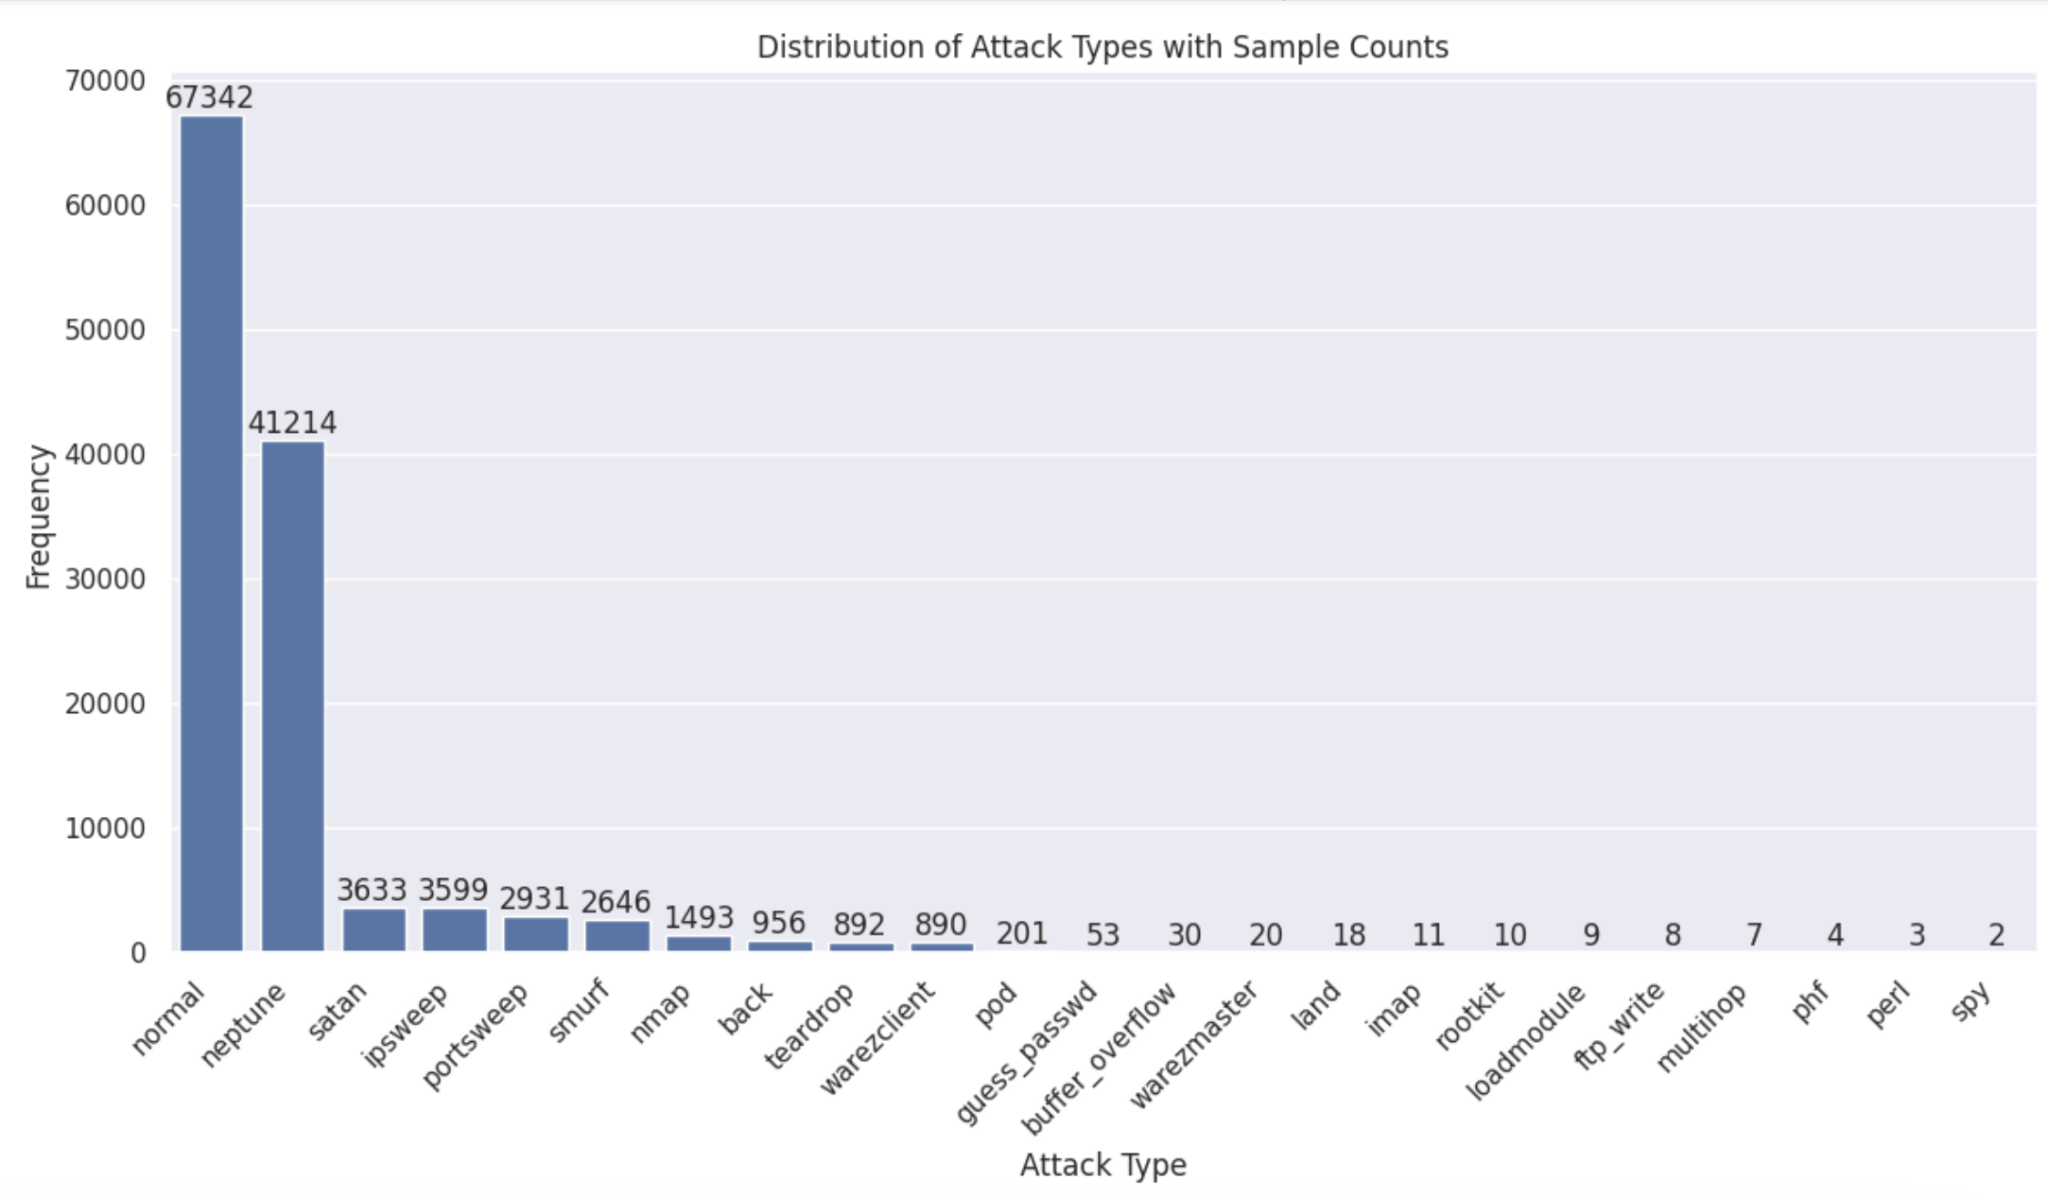 Distribution of Attack Types with Sample Counts
70000
60000
50000
40000
30000
20000
10000
0
Frequency
67342
41214
3633
3599
2931
2646
1493
956
892
890
201
53
30
20
18
11
10
9
8
7
4
3
2
normal
neptune
satan
ipsweep
portsweep
smurf
nmap
back
teardrop
warezclient
pod
guess_passwd
buffer_overflow
warezmaster
land
imap
rootkit
loadmodule
ftp_write
multihop
phf
perl
spy
Attack Type